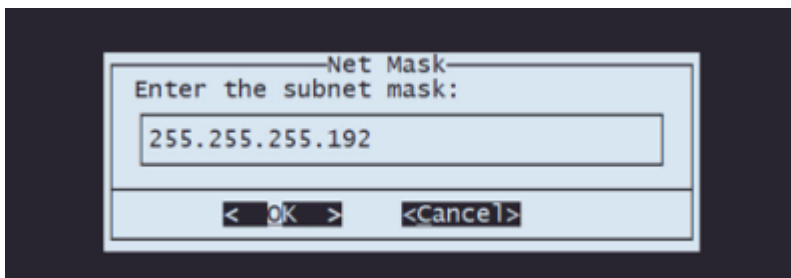 Net Mask
Enter the subnet mask:
255.255.255.192
< OK > <Cancel>